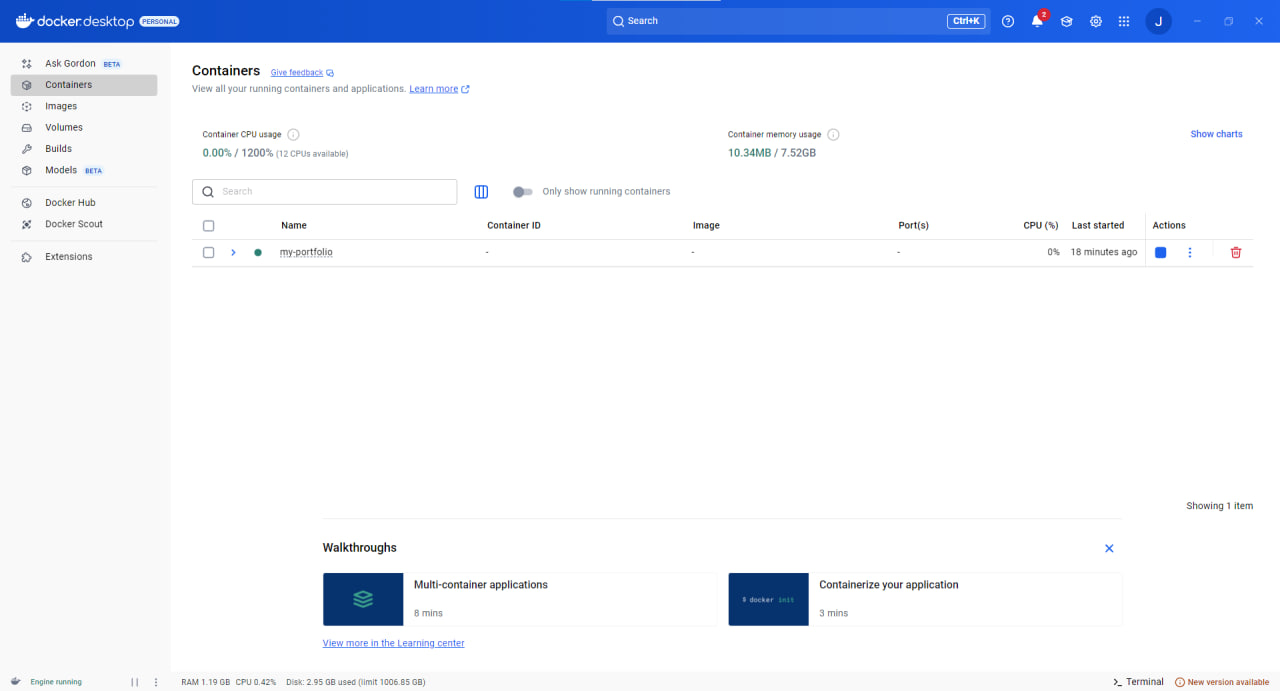 docker.desktop PERSONAL
Search
Ctrl+K
2
J
Ask Gordon BETA
Containers
Images
Volumes
Builds
Models BETA
Docker Hub
Docker Scout
Extensions
Containers Give feedback
View all your running containers and applications. Learn more
Container CPU usage
0.00% / 1200% (12 CPUs available)
Container memory usage
10.34MB / 7.52GB
Show charts
Search
Only show running containers
Name Container ID Image Port(s) CPU (%) Last started Actions
my-portfolio - - - 0% 18 minutes ago
Showing 1 item
Walkthroughs
Multi-container applications
8 mins
$ docker init
Containerize your application
3 mins
View more in the Learning center
Engine running
RAM 1.19 GB CPU 0.42% Disk: 2.95 GB used (limit 1006.85 GB)
Terminal
New version available